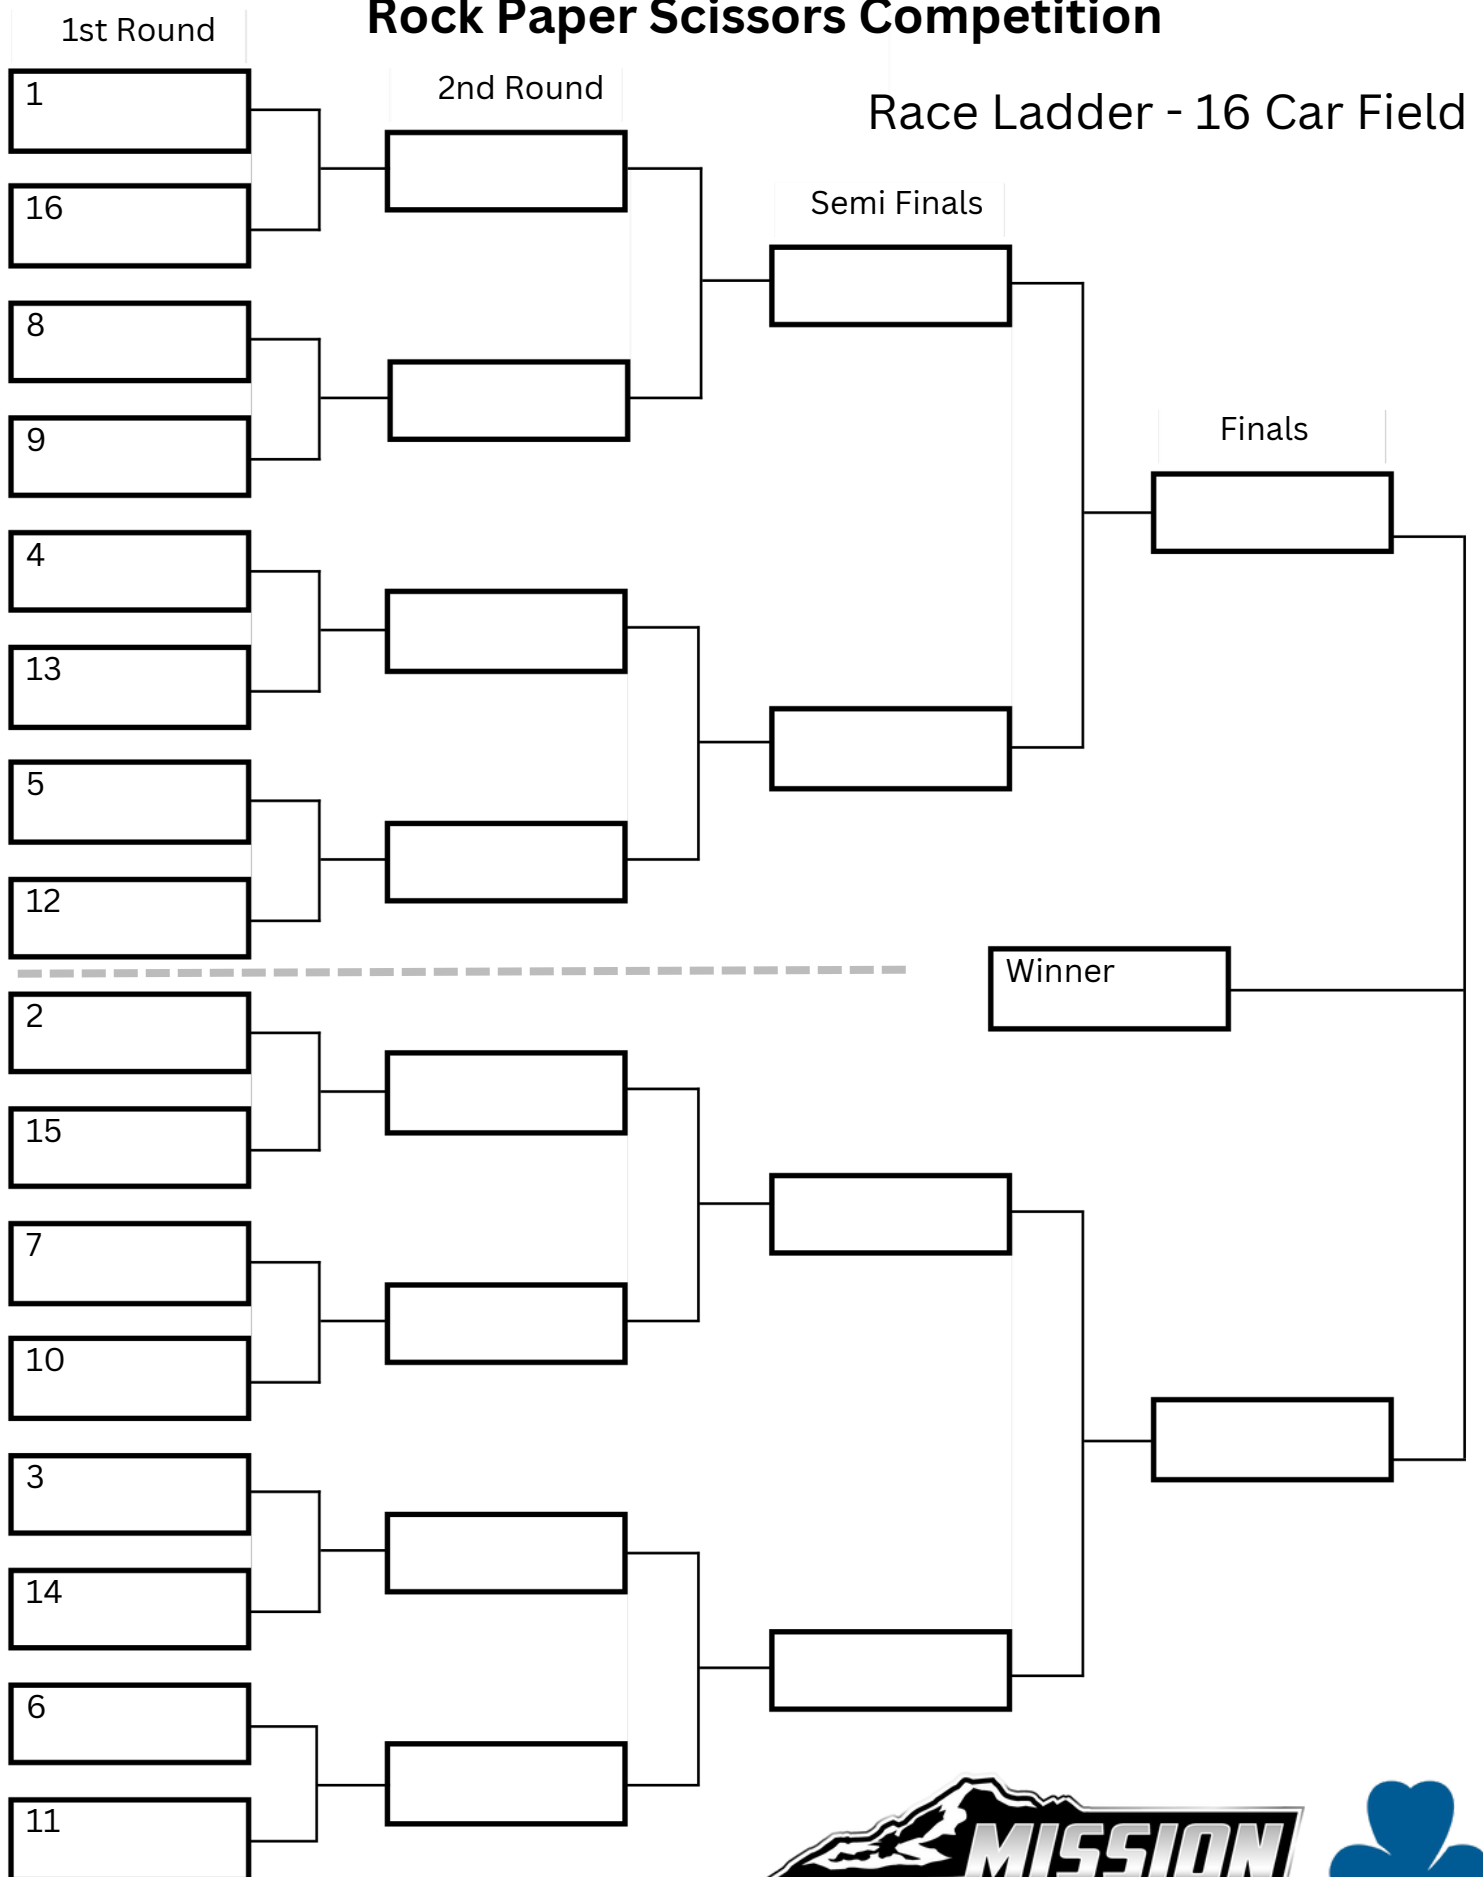 Rock Paper Scissors Competition
1st Round
2nd Round
Race Ladder - 16 Car Field
Semi Finals
Finals
1
16
8
9
4
13
5
12
Winner
2
15
7
10
3
14
6
11
MISSION